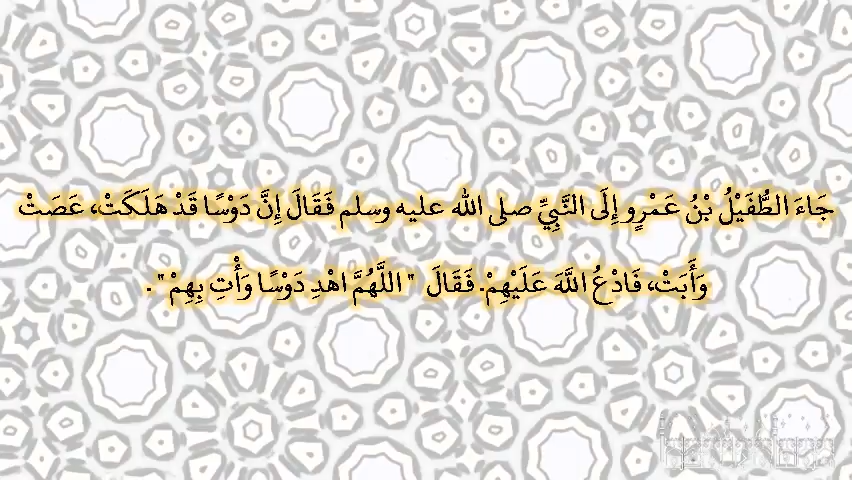 جَاءَ الطُّفَيْلُ بْنُ عَمْرٍو إِلَى النَّبِيِّ صلى الله عليه وسلم فَقَالَ إِنَّ دَوْسًا قَدْ هَلَكَتْ، عَصَتْ
وَأَبَتْ، فَادْعُ اللَّهَ عَلَيْهِمْ. فَقَالَ " اللَّهُمَّ اهْدِ دَوْسًا وَأْتِ بِهِمْ ".